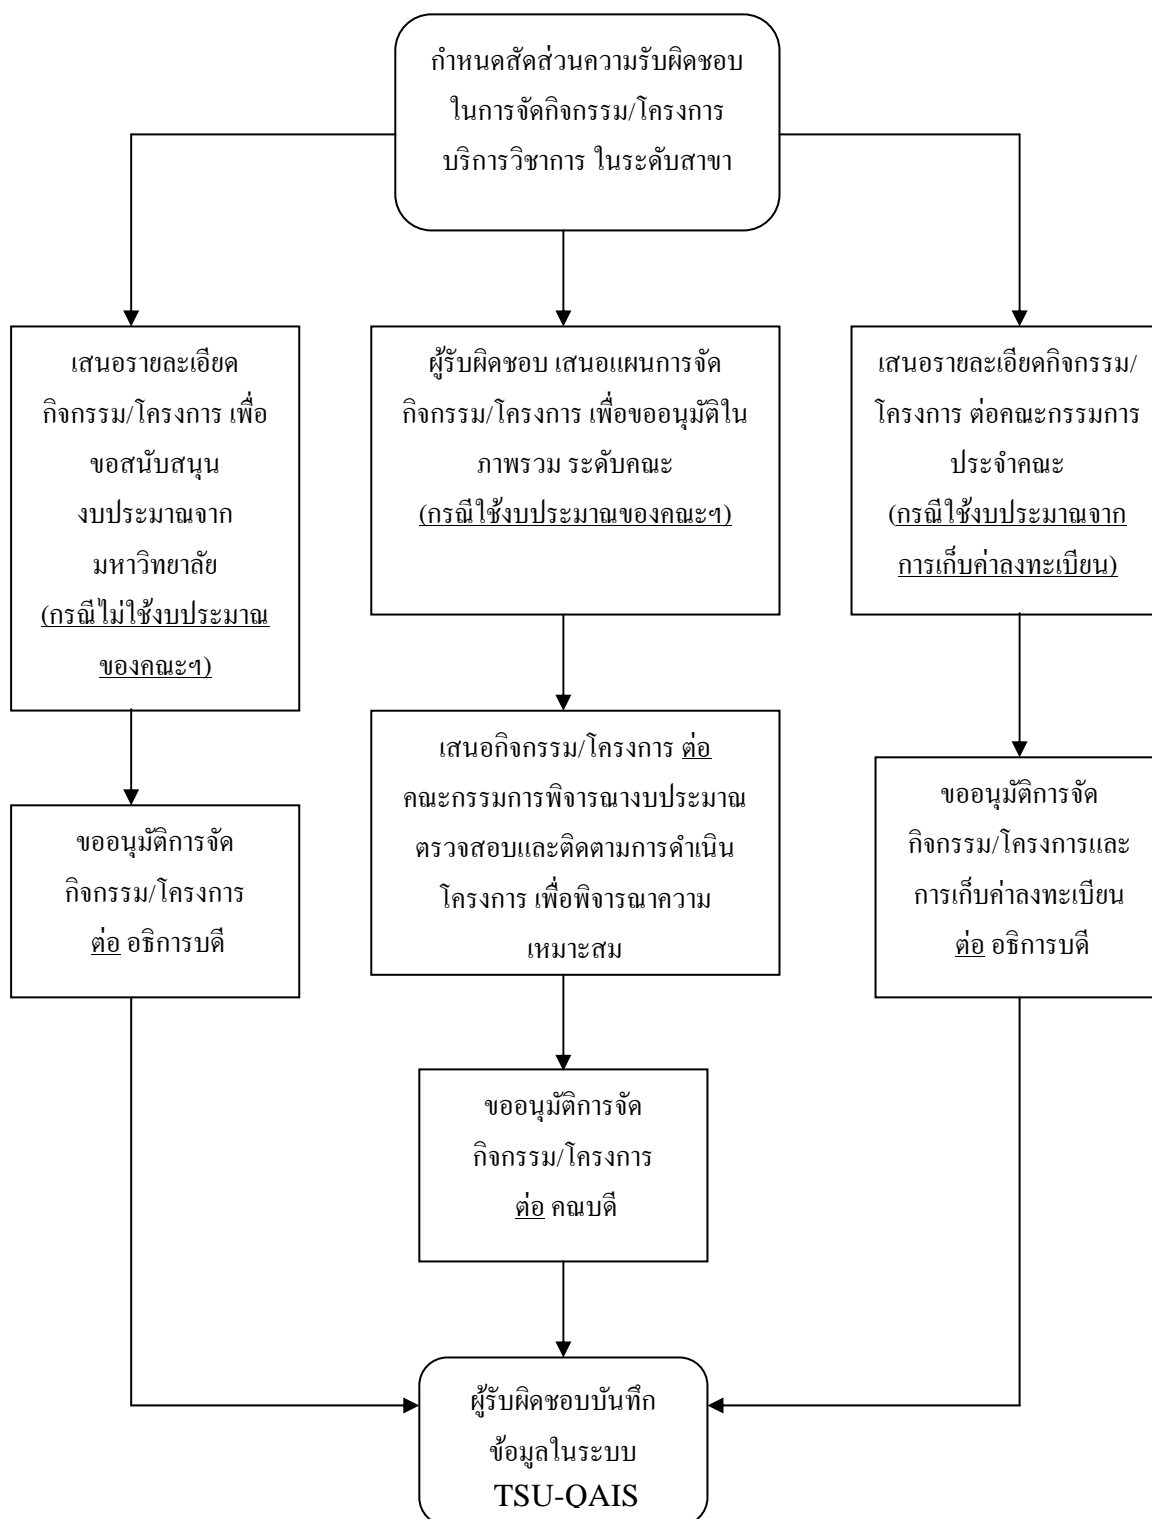 กำหนดสัดส่วนความรับผิดชอบ
ในการจัดกิจกรรม/โครงการ
บริการวิชาการ ในระดับสาขา
เสนอรายละเอียด
กิจกรรม/โครงการ เพื่อ
ขอสนับสนุน
งบประมาณจาก
มหาวิทยาลัย
(กรณีไม่ใช้งบประมาณ
ของคณะฯ)
ผู้รับผิดชอบ เสนอแผนการจัด
กิจกรรม/โครงการ เพื่อขออนุมัติใน
ภาพรวม ระดับคณะ
(กรณีใช้งบประมาณของคณะฯ)
เสนอรายละเอียดกิจกรรม/
โครงการ ต่อคณะกรรมการ
ประจำคณะ
(กรณีใช้งบประมาณจาก
การเก็บค่าลงทะเบียน)
ขออนุมัติการจัด
กิจกรรม/โครงการ
ต่อ อธิการบดี
เสนอกิจกรรม/โครงการ ต่อ
คณะกรรมการพิจารณางบประมาณ
ตรวจสอบและติดตามการดำเนิน
โครงการ เพื่อพิจารณาความ
เหมาะสม
ขออนุมัติการจัด
กิจกรรม/โครงการและ
การเก็บค่าลงทะเบียน
ต่อ อธิการบดี
ขออนุมัติการจัด
กิจกรรม/โครงการ
ต่อ คณบดี
ผู้รับผิดชอบบันทึก
ข้อมูลในระบบ
TSU-QAIS